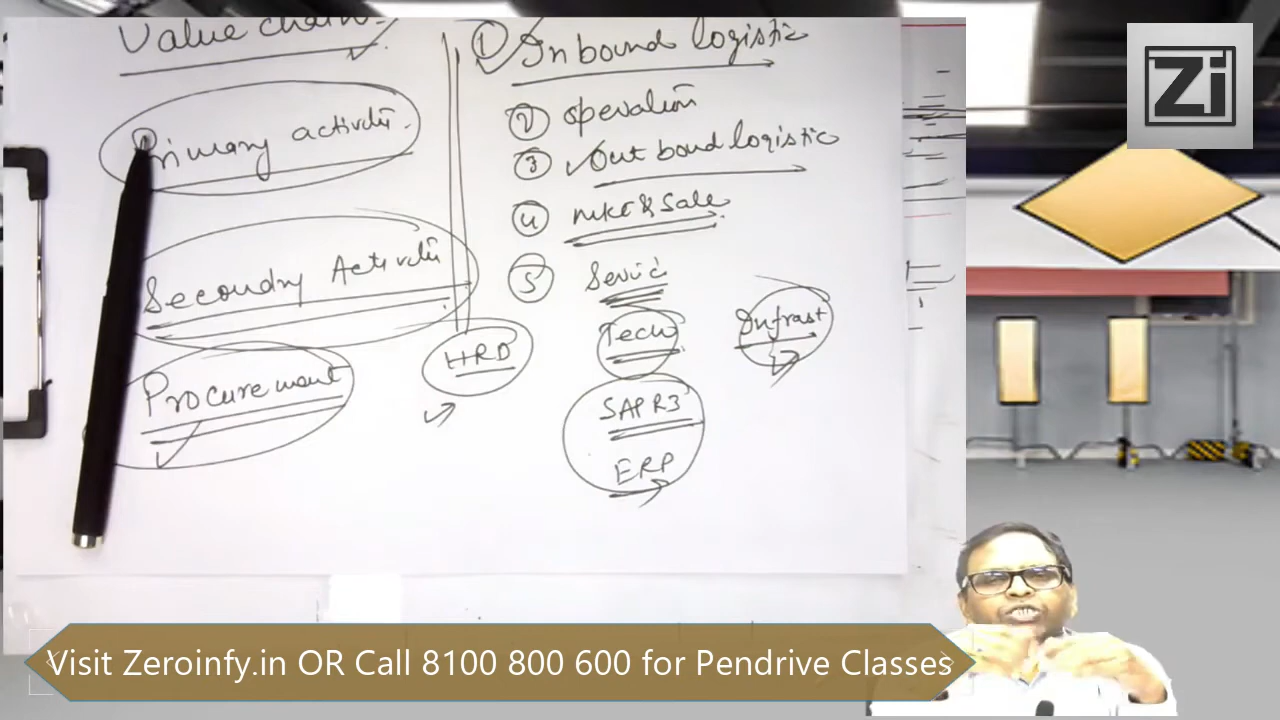 Value chain
Primary activiti
Secondry Activiti
Procurement
HRD
① Inbound logistic
② operation
③ Out bound logistic
④ mkt & Sale
⑤ Servic
Tech
Infrast
SAP R3
ERP
Zi
Visit Zeroinfy.in OR Call 8100 800 600 for Pendrive Classes